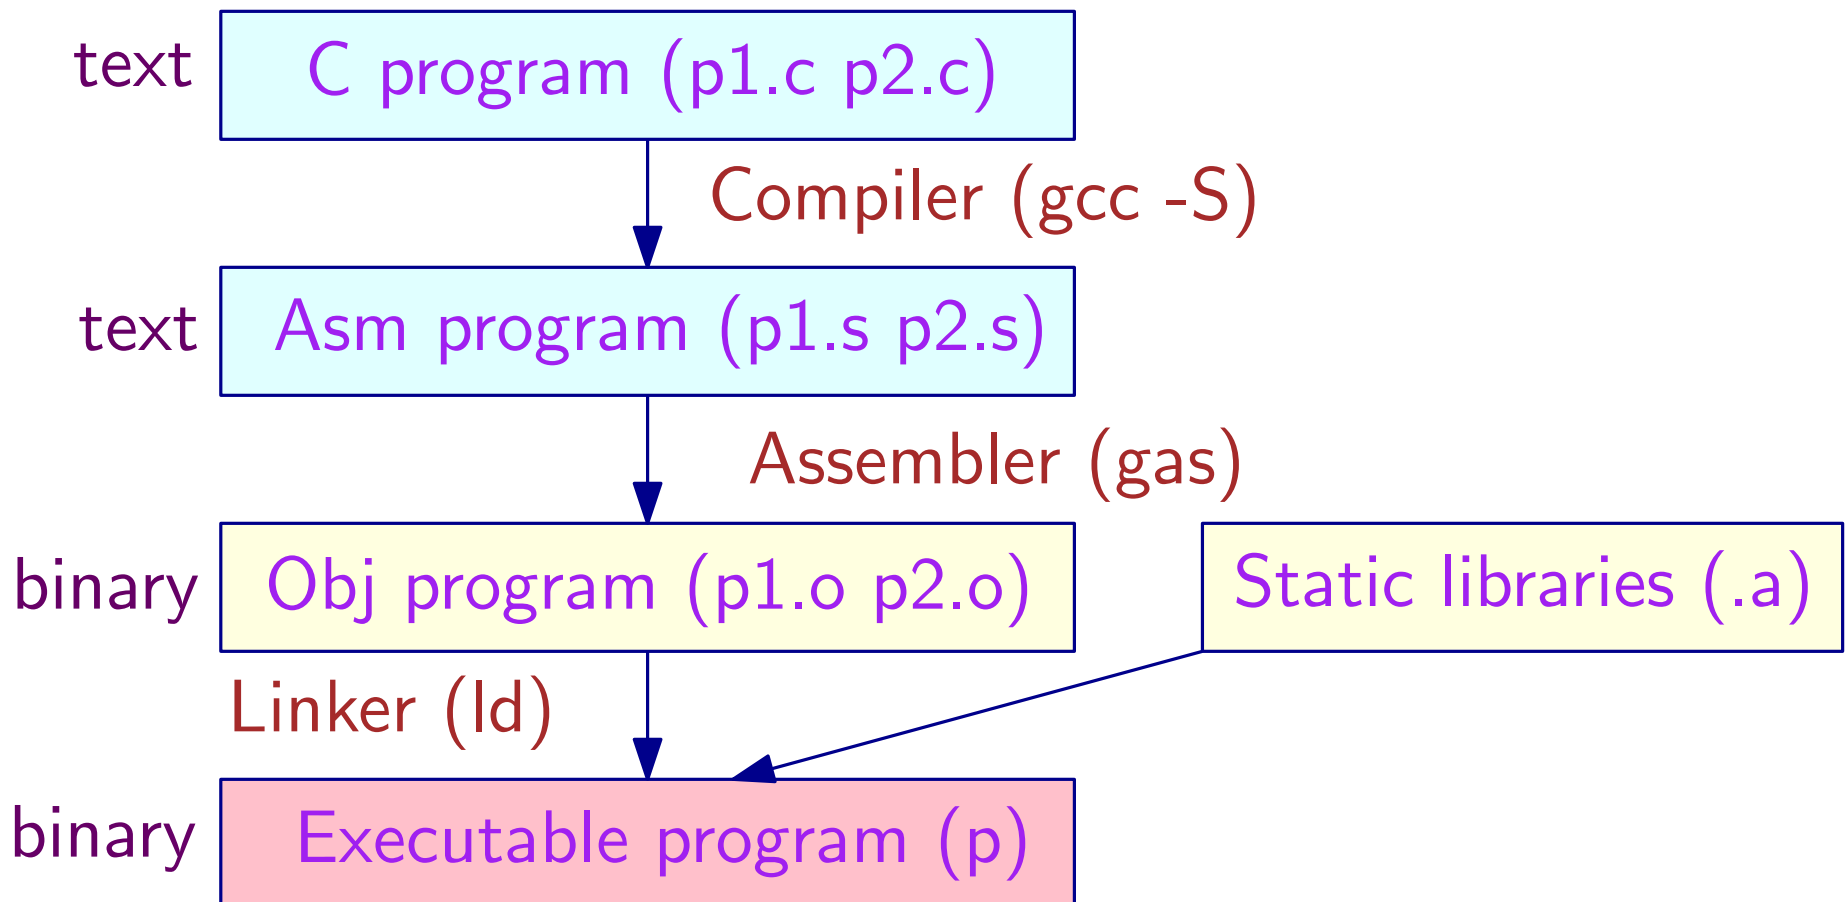 text
C program (p1.c p2.c)
Compiler (gcc -S)
text
Asm program (p1.s p2.s)
Assembler (gas)
binary
Obj program (p1.o p2.o)
Static libraries (.a)
Linker (ld)
binary
Executable program (p)